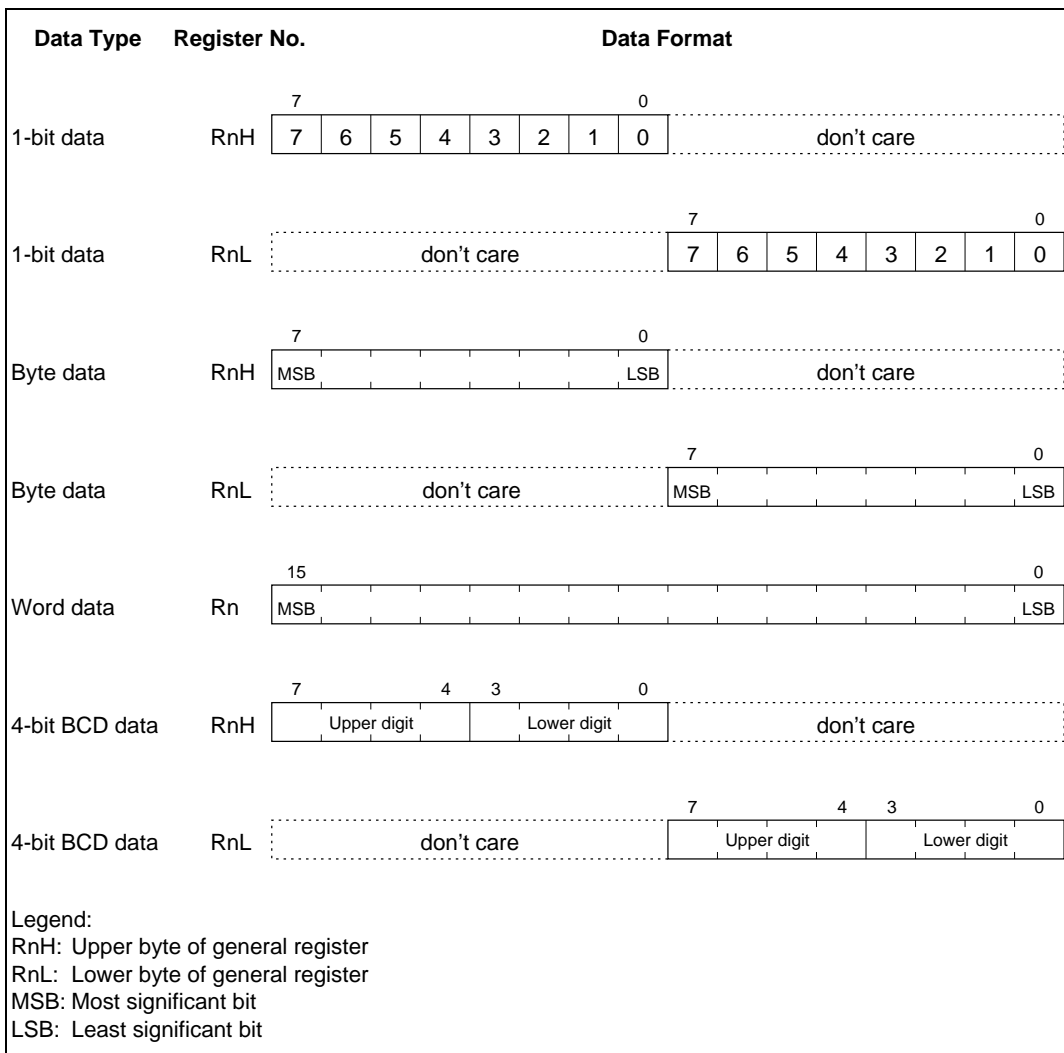 Data Type Register No. Data Format
7 0
1-bit data RnH 7 6 5 4 3 2 1 0 don't care
7 0
1-bit data RnL don't care 7 6 5 4 3 2 1 0
7 0
Byte data RnH MSB LSB don't care
7 0
Byte data RnL don't care MSB LSB
15 0
Word data Rn MSB LSB
7 4 3 0
4-bit BCD data RnH Upper digit Lower digit don't care
7 4 3 0
4-bit BCD data RnL don't care Upper digit Lower digit
Legend:
RnH: Upper byte of general register
RnL: Lower byte of general register
MSB: Most significant bit
LSB: Least significant bit